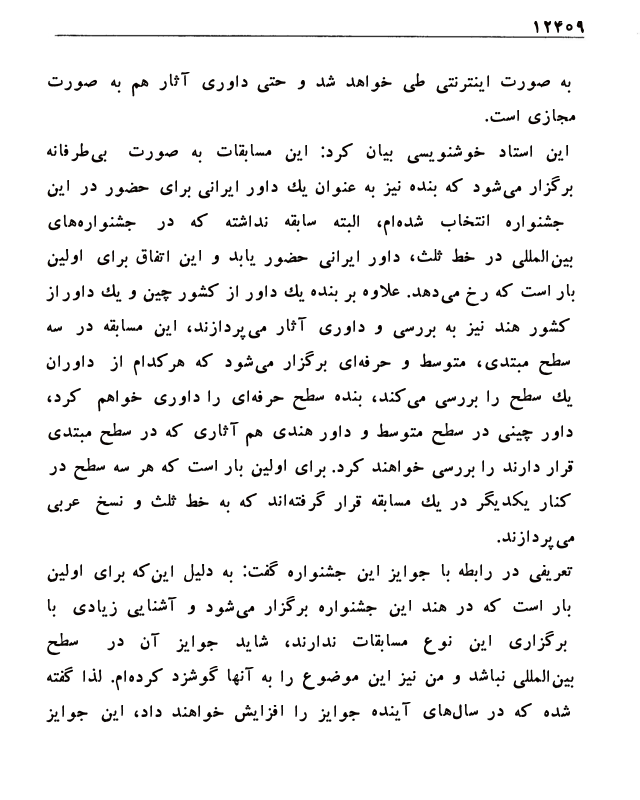 ۱۲۴۰۹
به صورت اینترنتی طی خواهد شد و حتی داوری آثار هم به صورت
مجازی است.
این استاد خوشنویسی بیان کرد: این مسابقات به صورت بی‌طرفانه
برگزار می‌شود که بنده نیز به عنوان یك داور ایرانی برای حضور در این
جشنواره انتخاب شده‌ام، البته سابقه نداشته که در جشنواره‌های
بین‌المللی در خط ثلث، داور ایرانی حضور یابد و این اتفاق برای اولین
بار است که رخ می‌دهد. علاوه بر بنده یك داور از کشور چین و یك داور از
کشور هند نیز به بررسی و داوری آثار می‌پردازند، این مسابقه در سه
سطح مبتدی، متوسط و حرفه‌ای برگزار می‌شود که هرکدام از داوران
یك سطح را بررسی می‌کند، بنده سطح حرفه‌ای را داوری خواهم کرد،
داور چینی در سطح متوسط و داور هندی هم آثاری که در سطح مبتدی
قرار دارند را بررسی خواهند کرد. برای اولین بار است که هر سه سطح در
کنار یکدیگر در یك مسابقه قرار گرفته‌اند که به خط ثلث و نسخ عربی
می‌پردازند.
تعریفی در رابطه با جوایز این جشنواره گفت: به دلیل این‌که برای اولین
بار است که در هند این جشنواره برگزار می‌شود و آشنایی زیادی با
برگزاری این نوع مسابقات ندارند، شاید جوایز آن در سطح
بین‌المللی نباشد و من نیز این موضوع را به آنها گوشزد کرده‌ام. لذا گفته
شده که در سال‌های آینده جوایز را افزایش خواهند داد، این جوایز